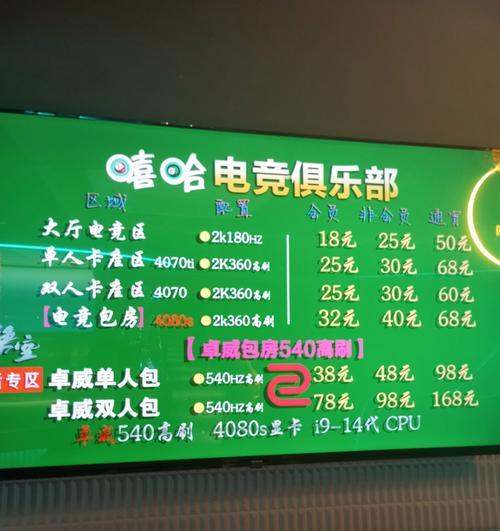 嘻哈电竞俱乐部
区域 配置 会员 非会员 通宵
大厅电竞区 2k180HZ 18元 25元 50元
单人卡座区 4070ti 2K360高刷 25元 30元 68元
双人卡座区 4070 2K360高刷 25元 30元 60元
【电竞包房】 4080s 2k360高刷 32元 40元 68元
【卓威包房540高刷】
专区 卓威单人包 540HZ高刷 38元 48元 98元
卓威双人包 540HZ高刷 78元 98元 168元
卓威540高刷 4080s显卡 i9-14代 CPU